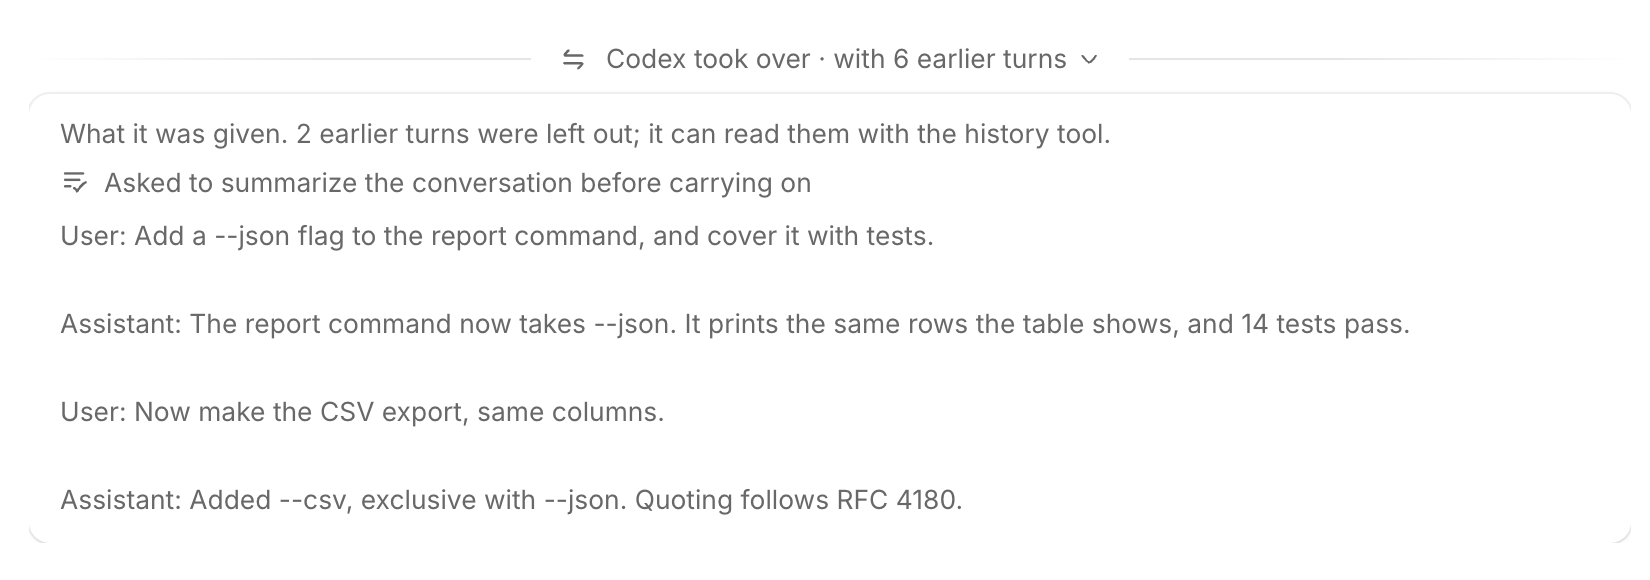 Codex took over · with 6 earlier turns
What it was given. 2 earlier turns were left out; it can read them with the history tool.
Asked to summarize the conversation before carrying on
User: Add a --json flag to the report command, and cover it with tests.
Assistant: The report command now takes --json. It prints the same rows the table shows, and 14 tests pass.
User: Now make the CSV export, same columns.
Assistant: Added --csv, exclusive with --json. Quoting follows RFC 4180.